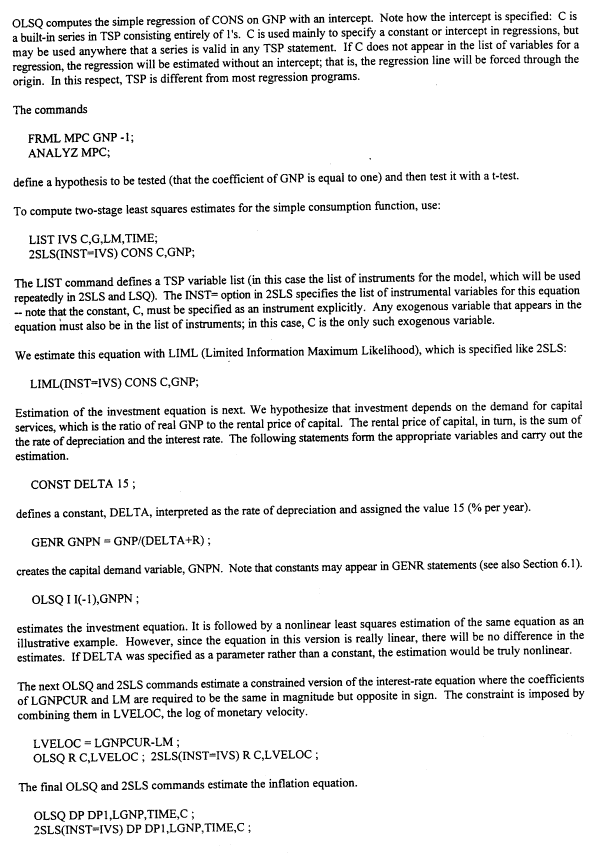 OLSQ computes the simple regression of CONS on GNP with an intercept. Note how the intercept is specified: C is
a built-in series in TSP consisting entirely of 1's. C is used mainly to specify a constant or intercept in regressions, but
may be used anywhere that a series is valid in any TSP statement. If C does not appear in the list of variables for a
regression, the regression will be estimated without an intercept; that is, the regression line will be forced through the
origin. In this respect, TSP is different from most regression programs.
The commands
FRML MPC GNP -1;
ANALYZ MPC;
define a hypothesis to be tested (that the coefficient of GNP is equal to one) and then test it with a t-test.
To compute two-stage least squares estimates for the simple consumption function, use:
LIST IVS C,G,LM,TIME;
2SLS(INST=IVS) CONS C,GNP;
The LIST command defines a TSP variable list (in this case the list of instruments for the model, which will be used
repeatedly in 2SLS and LSQ). The INST= option in 2SLS specifies the list of instrumental variables for this equation
-- note that the constant, C, must be specified as an instrument explicitly. Any exogenous variable that appears in the
equation must also be in the list of instruments; in this case, C is the only such exogenous variable.
We estimate this equation with LIML (Limited Information Maximum Likelihood), which is specified like 2SLS:
LIML(INST=IVS) CONS C,GNP;
Estimation of the investment equation is next. We hypothesize that investment depends on the demand for capital
services, which is the ratio of real GNP to the rental price of capital. The rental price of capital, in turn, is the sum of
the rate of depreciation and the interest rate. The following statements form the appropriate variables and carry out the
estimation.
CONST DELTA 15 ;
defines a constant, DELTA, interpreted as the rate of depreciation and assigned the value 15 (% per year).
GENR GNPN = GNP/(DELTA+R) ;
creates the capital demand variable, GNPN. Note that constants may appear in GENR statements (see also Section 6.1).
OLSQ I I(-1),GNPN ;
estimates the investment equation. It is followed by a nonlinear least squares estimation of the same equation as an
illustrative example. However, since the equation in this version is really linear, there will be no difference in the
estimates. If DELTA was specified as a parameter rather than a constant, the estimation would be truly nonlinear.
The next OLSQ and 2SLS commands estimate a constrained version of the interest-rate equation where the coefficients
of LGNPCUR and LM are required to be the same in magnitude but opposite in sign. The constraint is imposed by
combining them in LVELOC, the log of monetary velocity.
LVELOC = LGNPCUR-LM ;
OLSQ R C,LVELOC ; 2SLS(INST=IVS) R C,LVELOC ;
The final OLSQ and 2SLS commands estimate the inflation equation.
OLSQ DP DP1,LGNP,TIME,C ;
2SLS(INST=IVS) DP DP1,LGNP,TIME,C ;